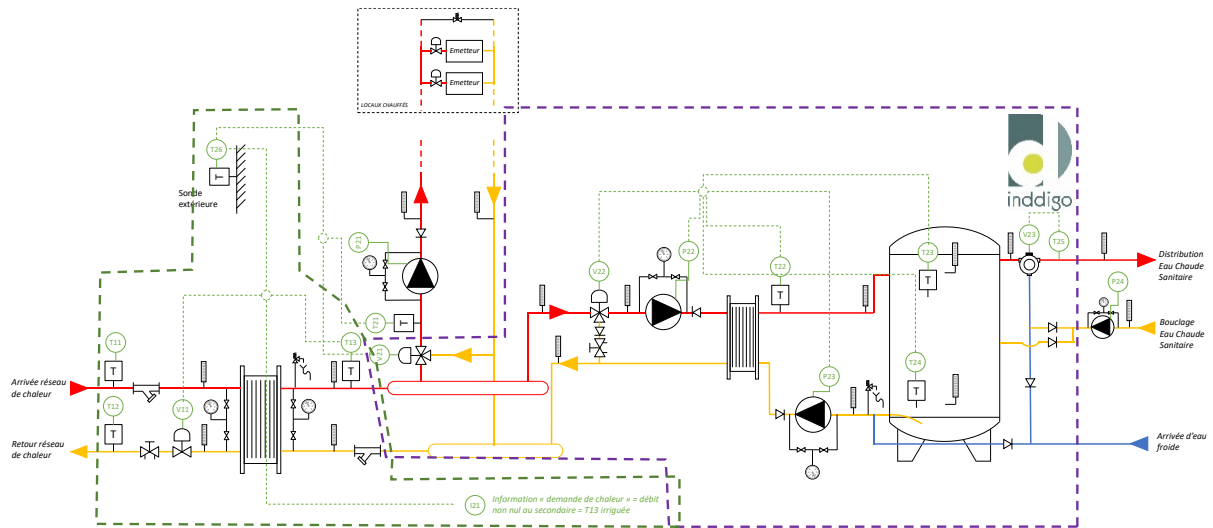 Emetteur
Emetteur
LOCAUX CHAUFFÉS
T26
T
Sonde
extérieure
inddigo
P21
P22
V22
T22
T23
T
T
V23
T25
Distribution
Eau Chaude
Sanitaire
P24
Bouclage
Eau Chaude
Sanitaire
T21
T
T11
T
T13
T
V21
T24
T
P23
Arrivée réseau
de chaleur
T12
T
V11
Retour réseau
de chaleur
Arrivée d'eau
froide
I21
Information « demande de chaleur » = débit
non nul au secondaire = T13 irriguée